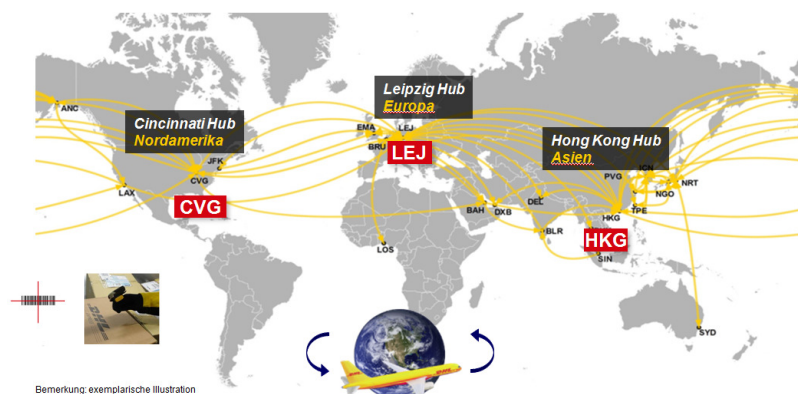 Leipzig Hub
Europa
Cincinnati Hub
Nordamerika
Hong Kong Hub
Asien
ANC
EMA
LEJ
BRU
LEJ
JFK
CVG
LAX
CVG
PVG
ICN
NRT
NGO
DEL
BAH
DXB
HKG
TPE
BLR
HKG
LOS
SIN
SYD
DHL
Bemerkung: exemplarische Illustration